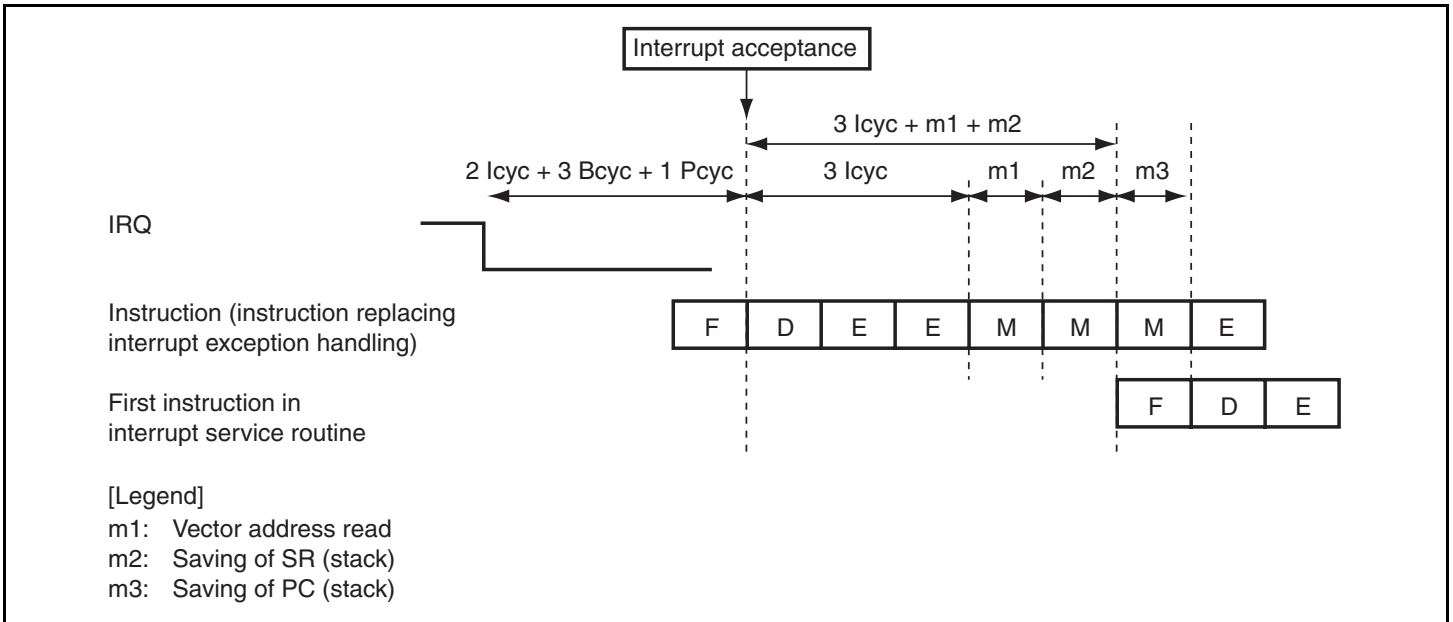 Interrupt acceptance
3 Icyc + m1 + m2
2 Icyc + 3 Bcyc + 1 Pcyc
3 Icyc
m1
m2
m3
IRQ
Instruction (instruction replacing
interrupt exception handling)
F D E E M M M E
First instruction in
interrupt service routine
F D E
[Legend]
m1: Vector address read
m2: Saving of SR (stack)
m3: Saving of PC (stack)